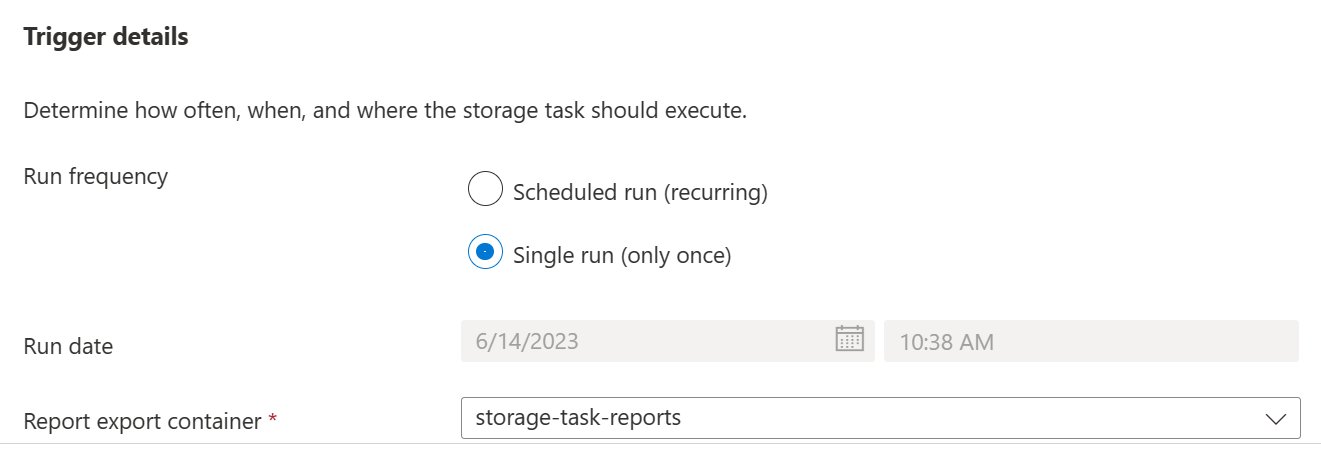 Trigger details
Determine how often, when, and where the storage task should execute.
Run frequency
Scheduled run (recurring)
Single run (only once)
Run date
6/14/2023
10:38 AM
Report export container *
storage-task-reports